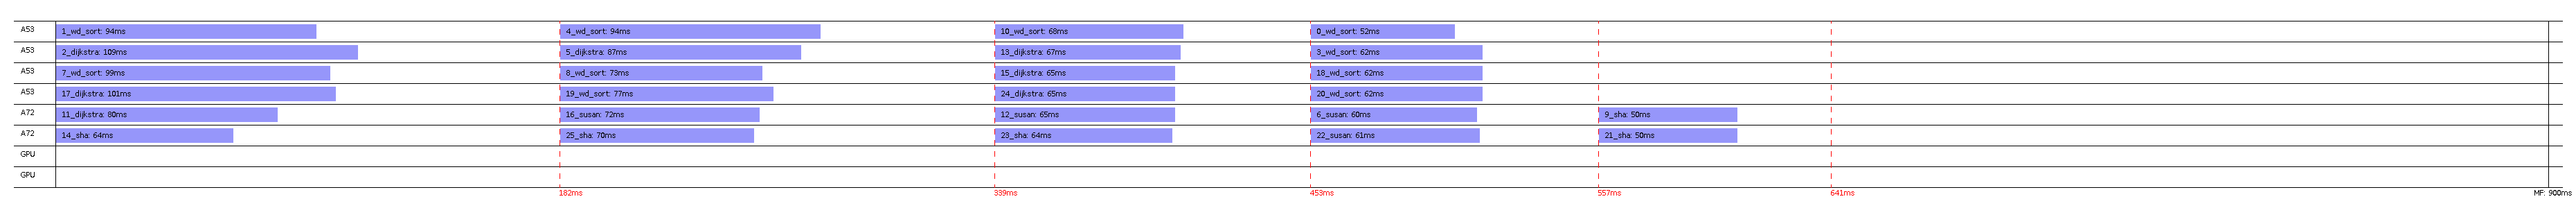 A53 1_wd_sort: 94ms 4_wd_sort: 94ms 10_wd_sort: 68ms 0_wd_sort: 52ms
A53 2_dijkstra: 109ms 5_dijkstra: 87ms 13_dijkstra: 67ms 3_wd_sort: 62ms
A53 7_wd_sort: 99ms 8_wd_sort: 73ms 15_dijkstra: 65ms 18_wd_sort: 62ms
A53 17_dijkstra: 101ms 19_wd_sort: 77ms 24_dijkstra: 65ms 20_wd_sort: 62ms
A72 11_dijkstra: 80ms 16_susan: 72ms 12_susan: 65ms 6_susan: 60ms 9_sha: 50ms
A72 14_sha: 64ms 25_sha: 70ms 23_sha: 64ms 22_susan: 61ms 21_sha: 50ms
GPU
GPU
182ms 339ms 453ms 557ms 641ms MF: 900ms